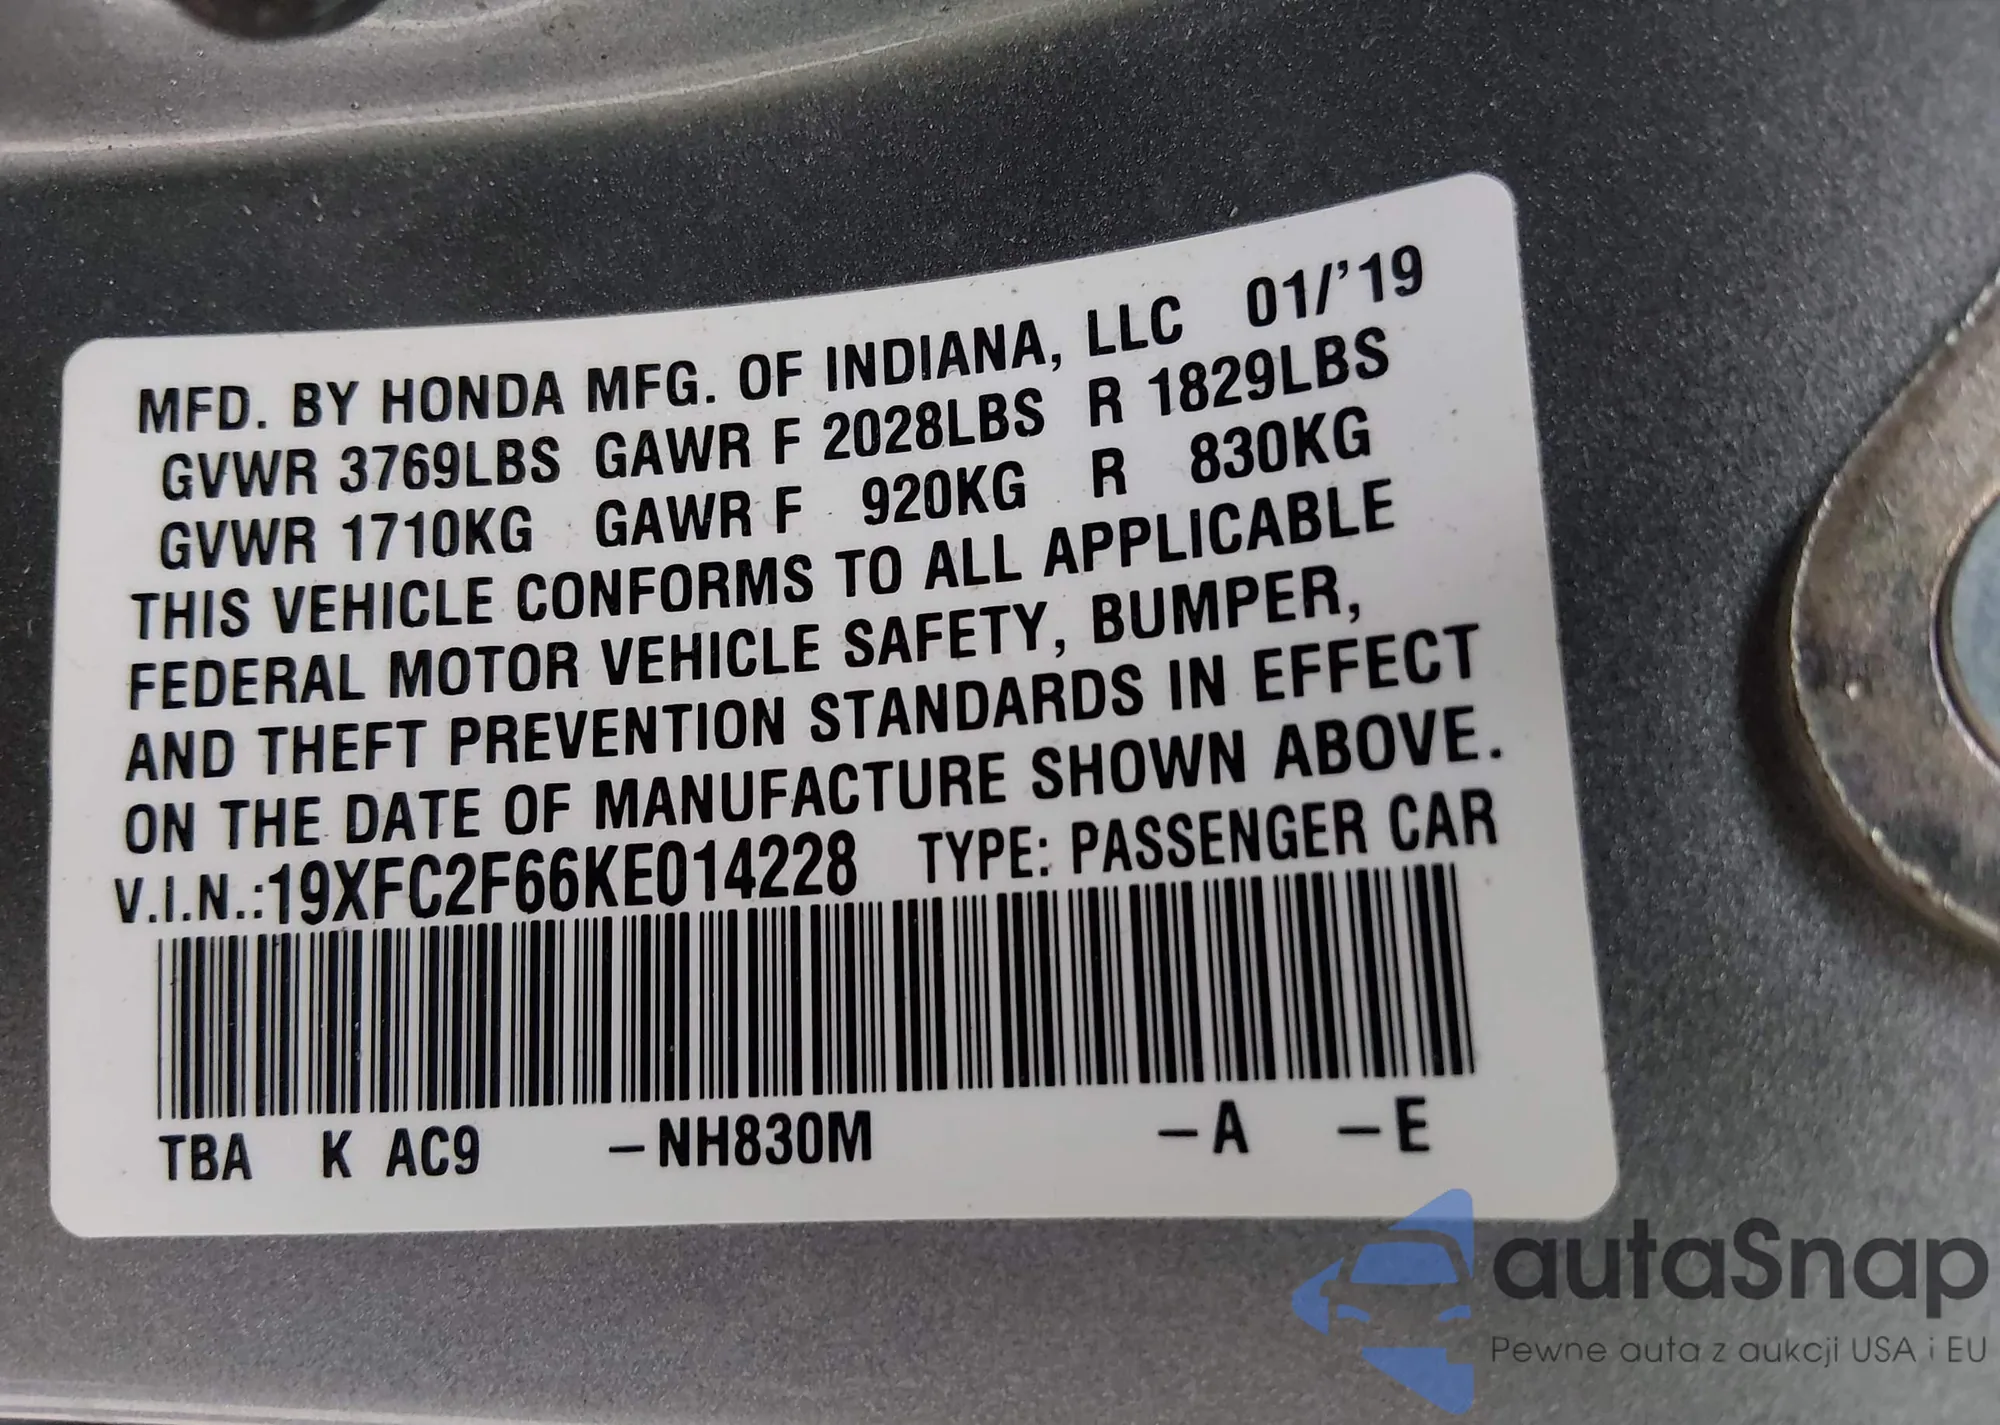 MFD. BY HONDA MFG. OF INDIANA, LLC 01/'19
GVWR 3769LBS GAWR F 2028LBS R 1829LBS
GVWR 1710KG GAWR F 920KG R 830KG
THIS VEHICLE CONFORMS TO ALL APPLICABLE
FEDERAL MOTOR VEHICLE SAFETY, BUMPER,
AND THEFT PREVENTION STANDARDS IN EFFECT
ON THE DATE OF MANUFACTURE SHOWN ABOVE.
V.I.N.:19XFC2F66KE014228 TYPE: PASSENGER CAR
TBA K AC9 –NH830M –A –E
autaSnap
Pewne auta z aukcji USA i EU